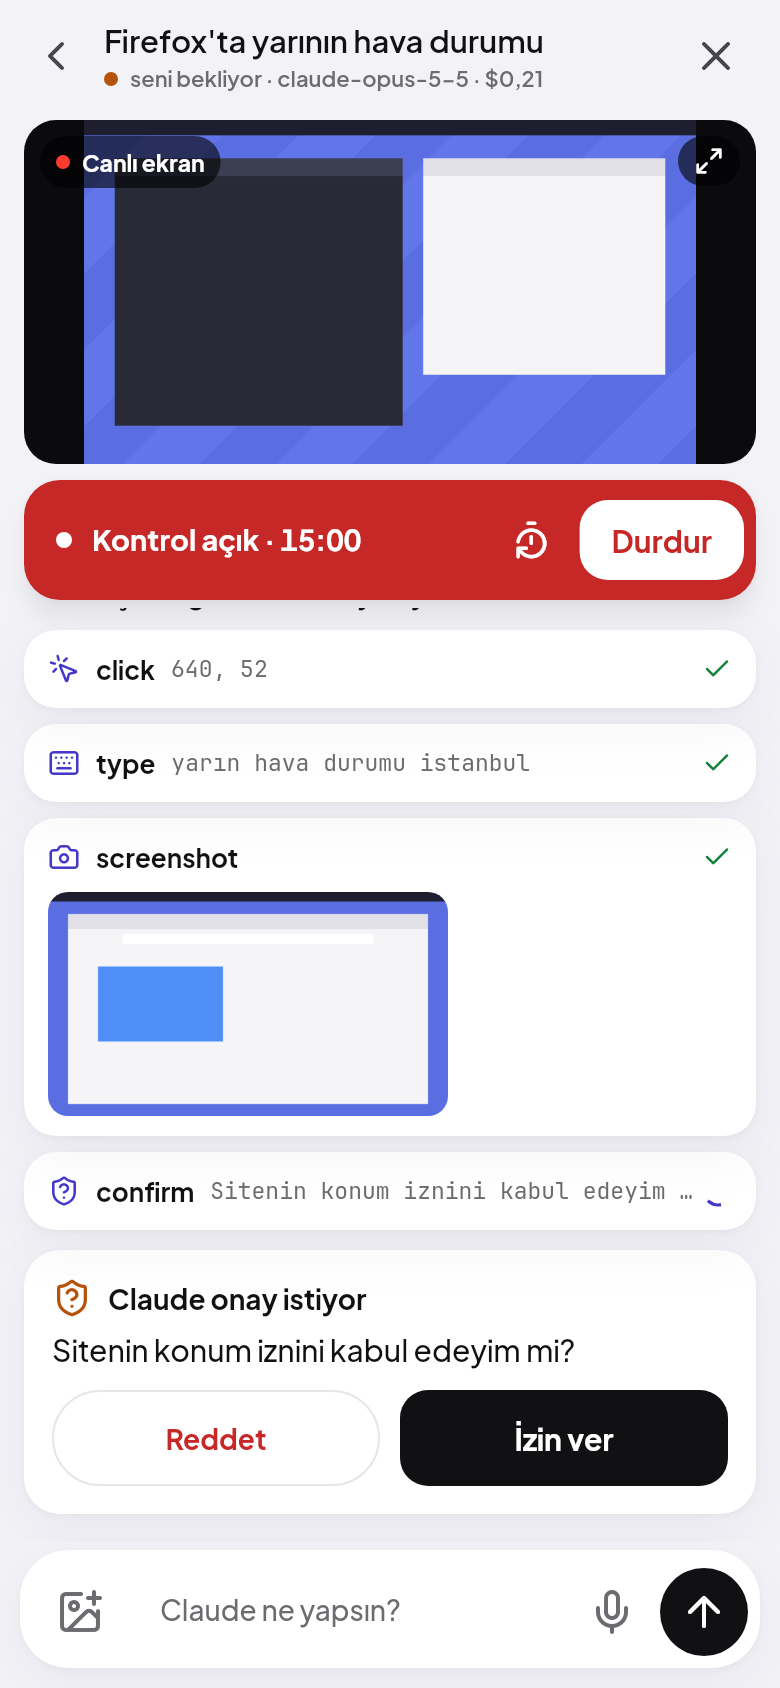 Firefox'ta yarının hava durumu
seni bekliyor · claude-opus-5-5 · $0,21
Canlı ekran
Kontrol açık · 15:00
Durdur
click 640, 52
type yarın hava durumu istanbul
screenshot
confirm Sitenin konum iznini kabul edeyim …
Claude onay istiyor
Sitenin konum iznini kabul edeyim mi?
Reddet
İzin ver
Claude ne yapsın?